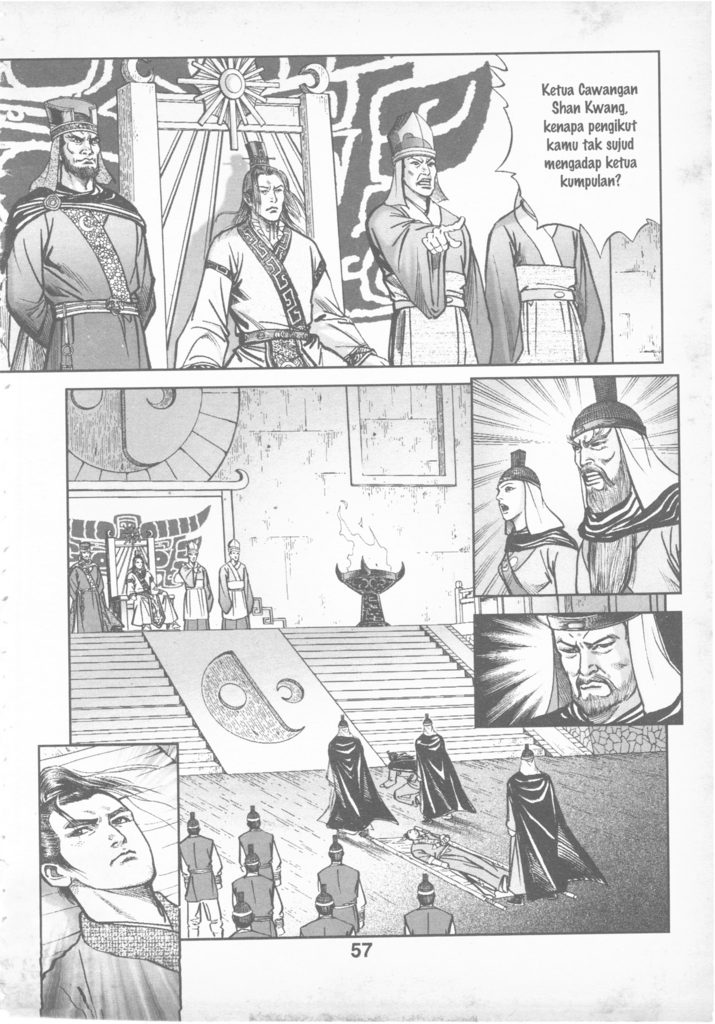 Ketua Cawangan
Shan Kwang,
kenapa pengikut
kamu tak sujud
mengadap ketua
kumpulan?
57